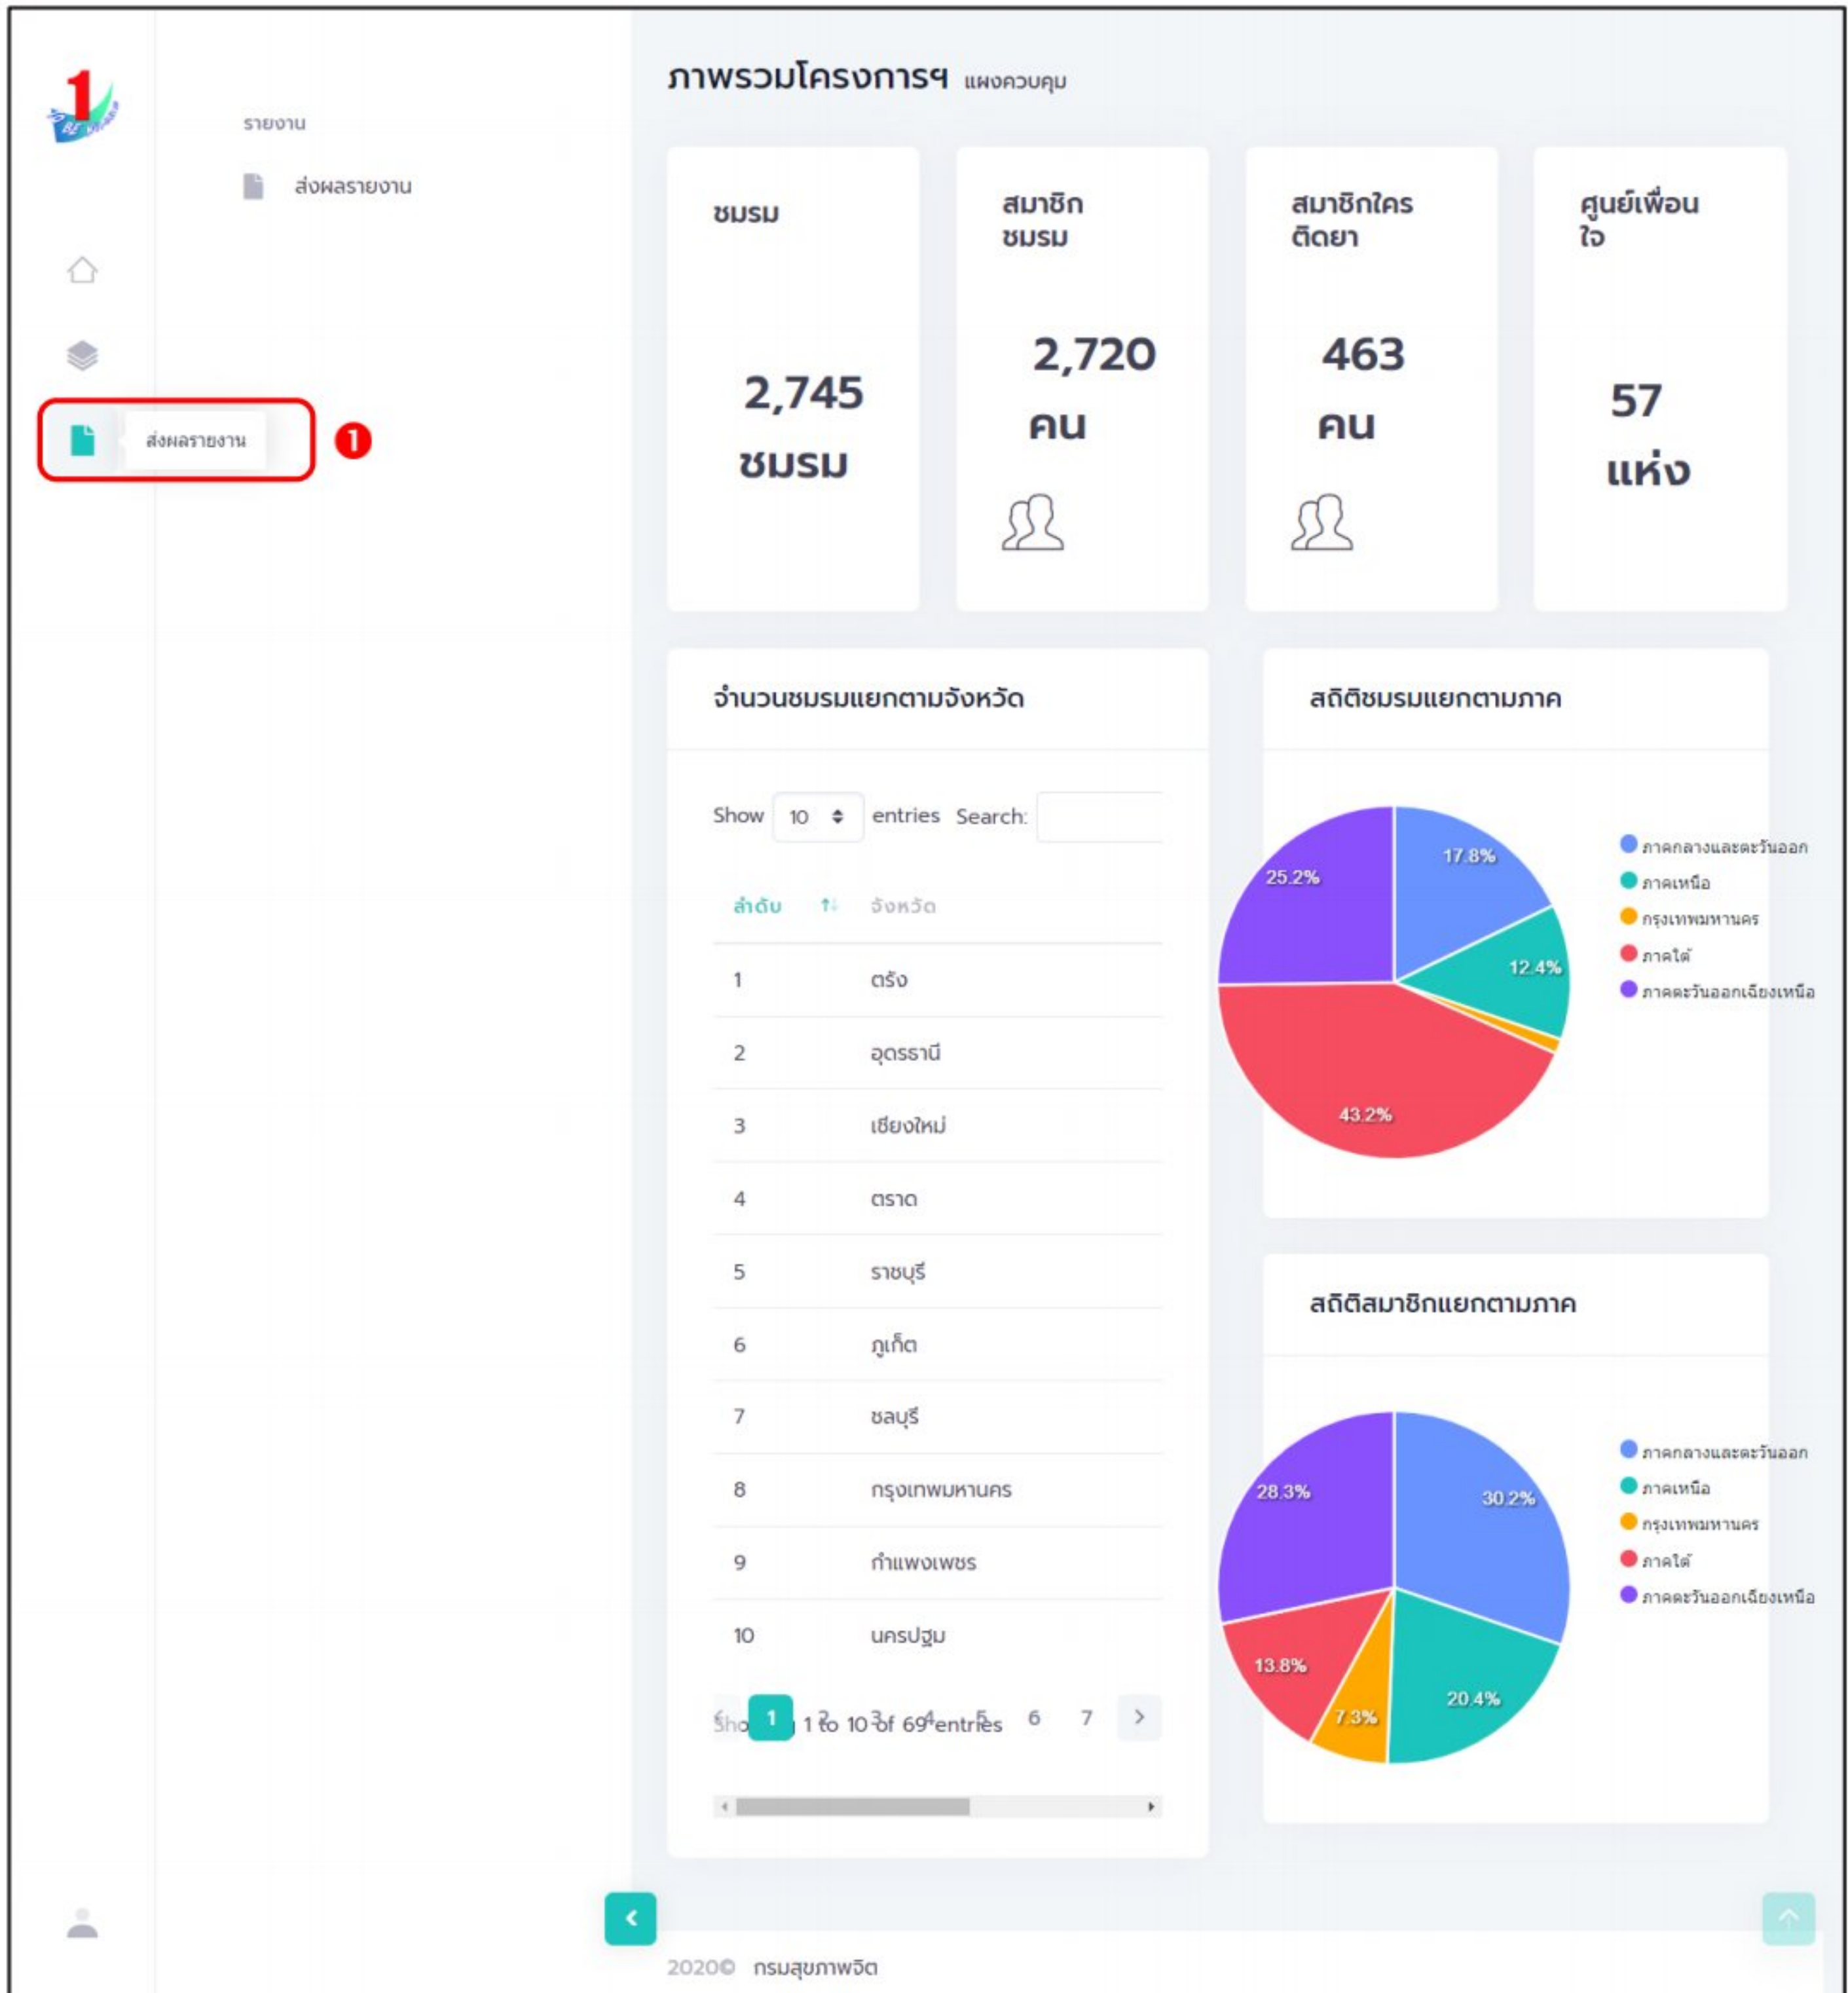 1
รายงาน
ส่งผลรายงาน
ส่งผลรายงาน
1
ภาพรวมโครงการฯ แผงควบคุม
ชมรม
2,745
ชมรม
สมาชิก
ชมรม
2,720
คน
สมาชิกใคร
ติดยา
463
คน
ศูนย์เพื่อน
ใจ
57
แห่ง
จำนวนชมรมแยกตามจังหวัด
Show 10 entries Search:
ลำดับ จังหวัด
1 ตรัง
2 อุดรธานี
3 เชียงใหม่
4 ตราด
5 ราชบุรี
6 ภูเก็ต
7 ชลบุรี
8 กรุงเทพมหานคร
9 กำแพงเพชร
10 นครปฐม
1 2 3 4 5 6 7
1 to 10 of 69 entries
สถิติชมรมแยกตามภาค
17.8%
12.4%
43.2%
25.2%
ภาคกลางและตะวันออก
ภาคเหนือ
กรุงเทพมหานคร
ภาคใต้
ภาคตะวันออกเฉียงเหนือ
สถิติสมาชิกแยกตามภาค
30.2%
20.4%
7.3%
13.8%
28.3%
ภาคกลางและตะวันออก
ภาคเหนือ
กรุงเทพมหานคร
ภาคใต้
ภาคตะวันออกเฉียงเหนือ
2020© กรมสุขภาพจิต